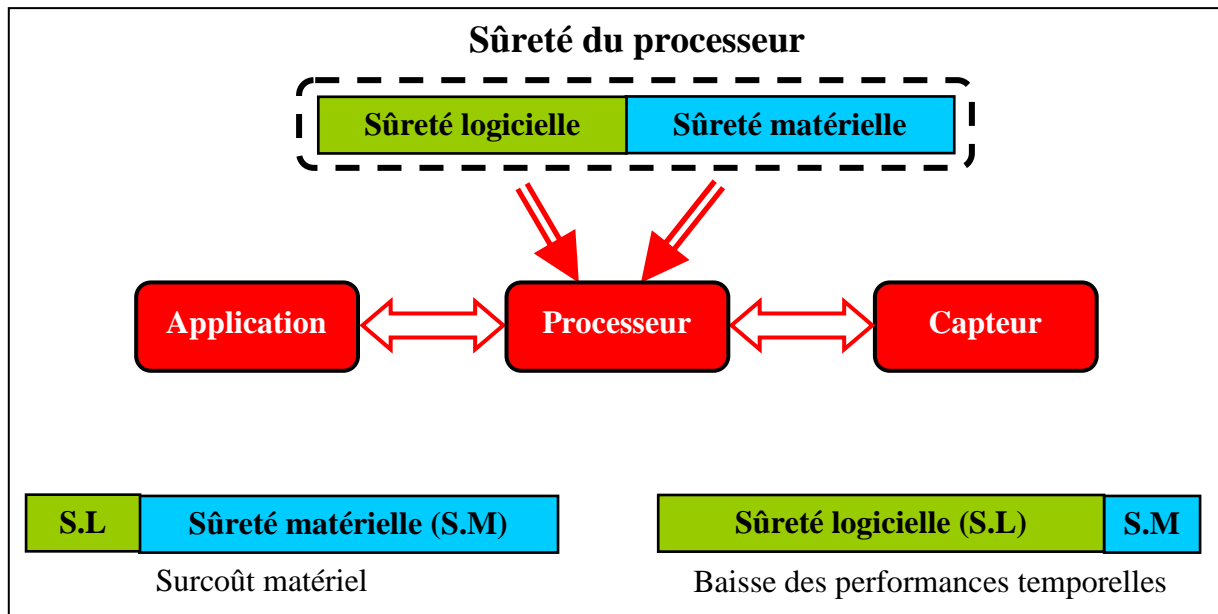 Sûreté du processeur
Sûreté logicielle Sûreté matérielle
Application Processeur Capteur
S.L Sûreté matérielle (S.M) Sûreté logicielle (S.L) S.M
Surcoût matériel Baisse des performances temporelles